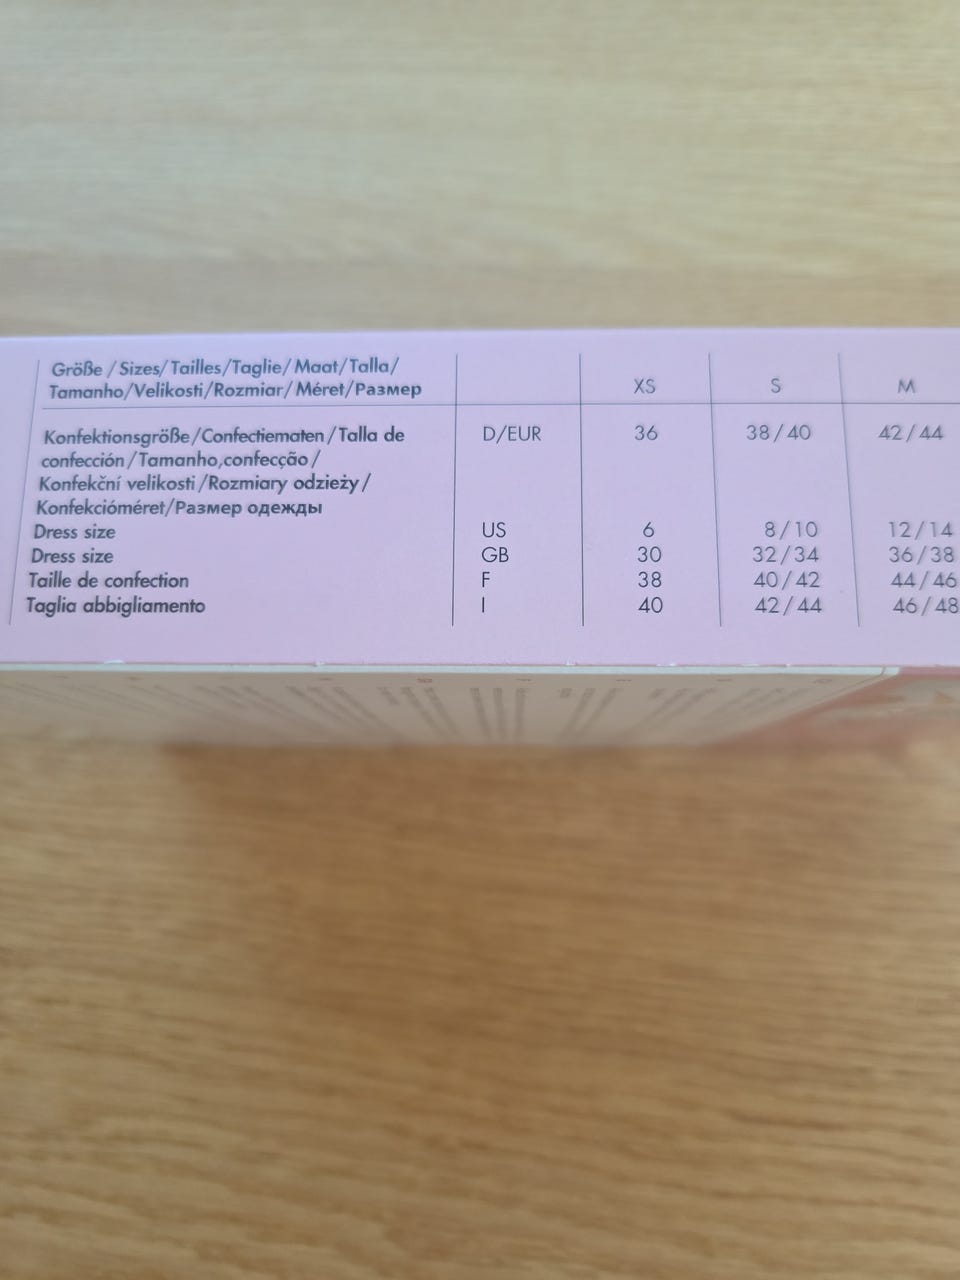 Größe / Sizes/ Tailles/Taglie/ Maat/Talla/
Tamanho/Velikosti/Rozmiar/ Méret/Размер XS S M
Konfektionsgröße/Confectiematen/Talla de D/EUR 36 38/40 42/44
confección/Tamanho,confecção/
Konfekční velikosti/Rozmiary odzieży/
Konfekcióméret/Размер одежды
Dress size US 6 8/10 12/14
Dress size GB 30 32/34 36/38
Taille de confection F 38 40/42 44/46
Taglia abbigliamento I 40 42/44 46/48